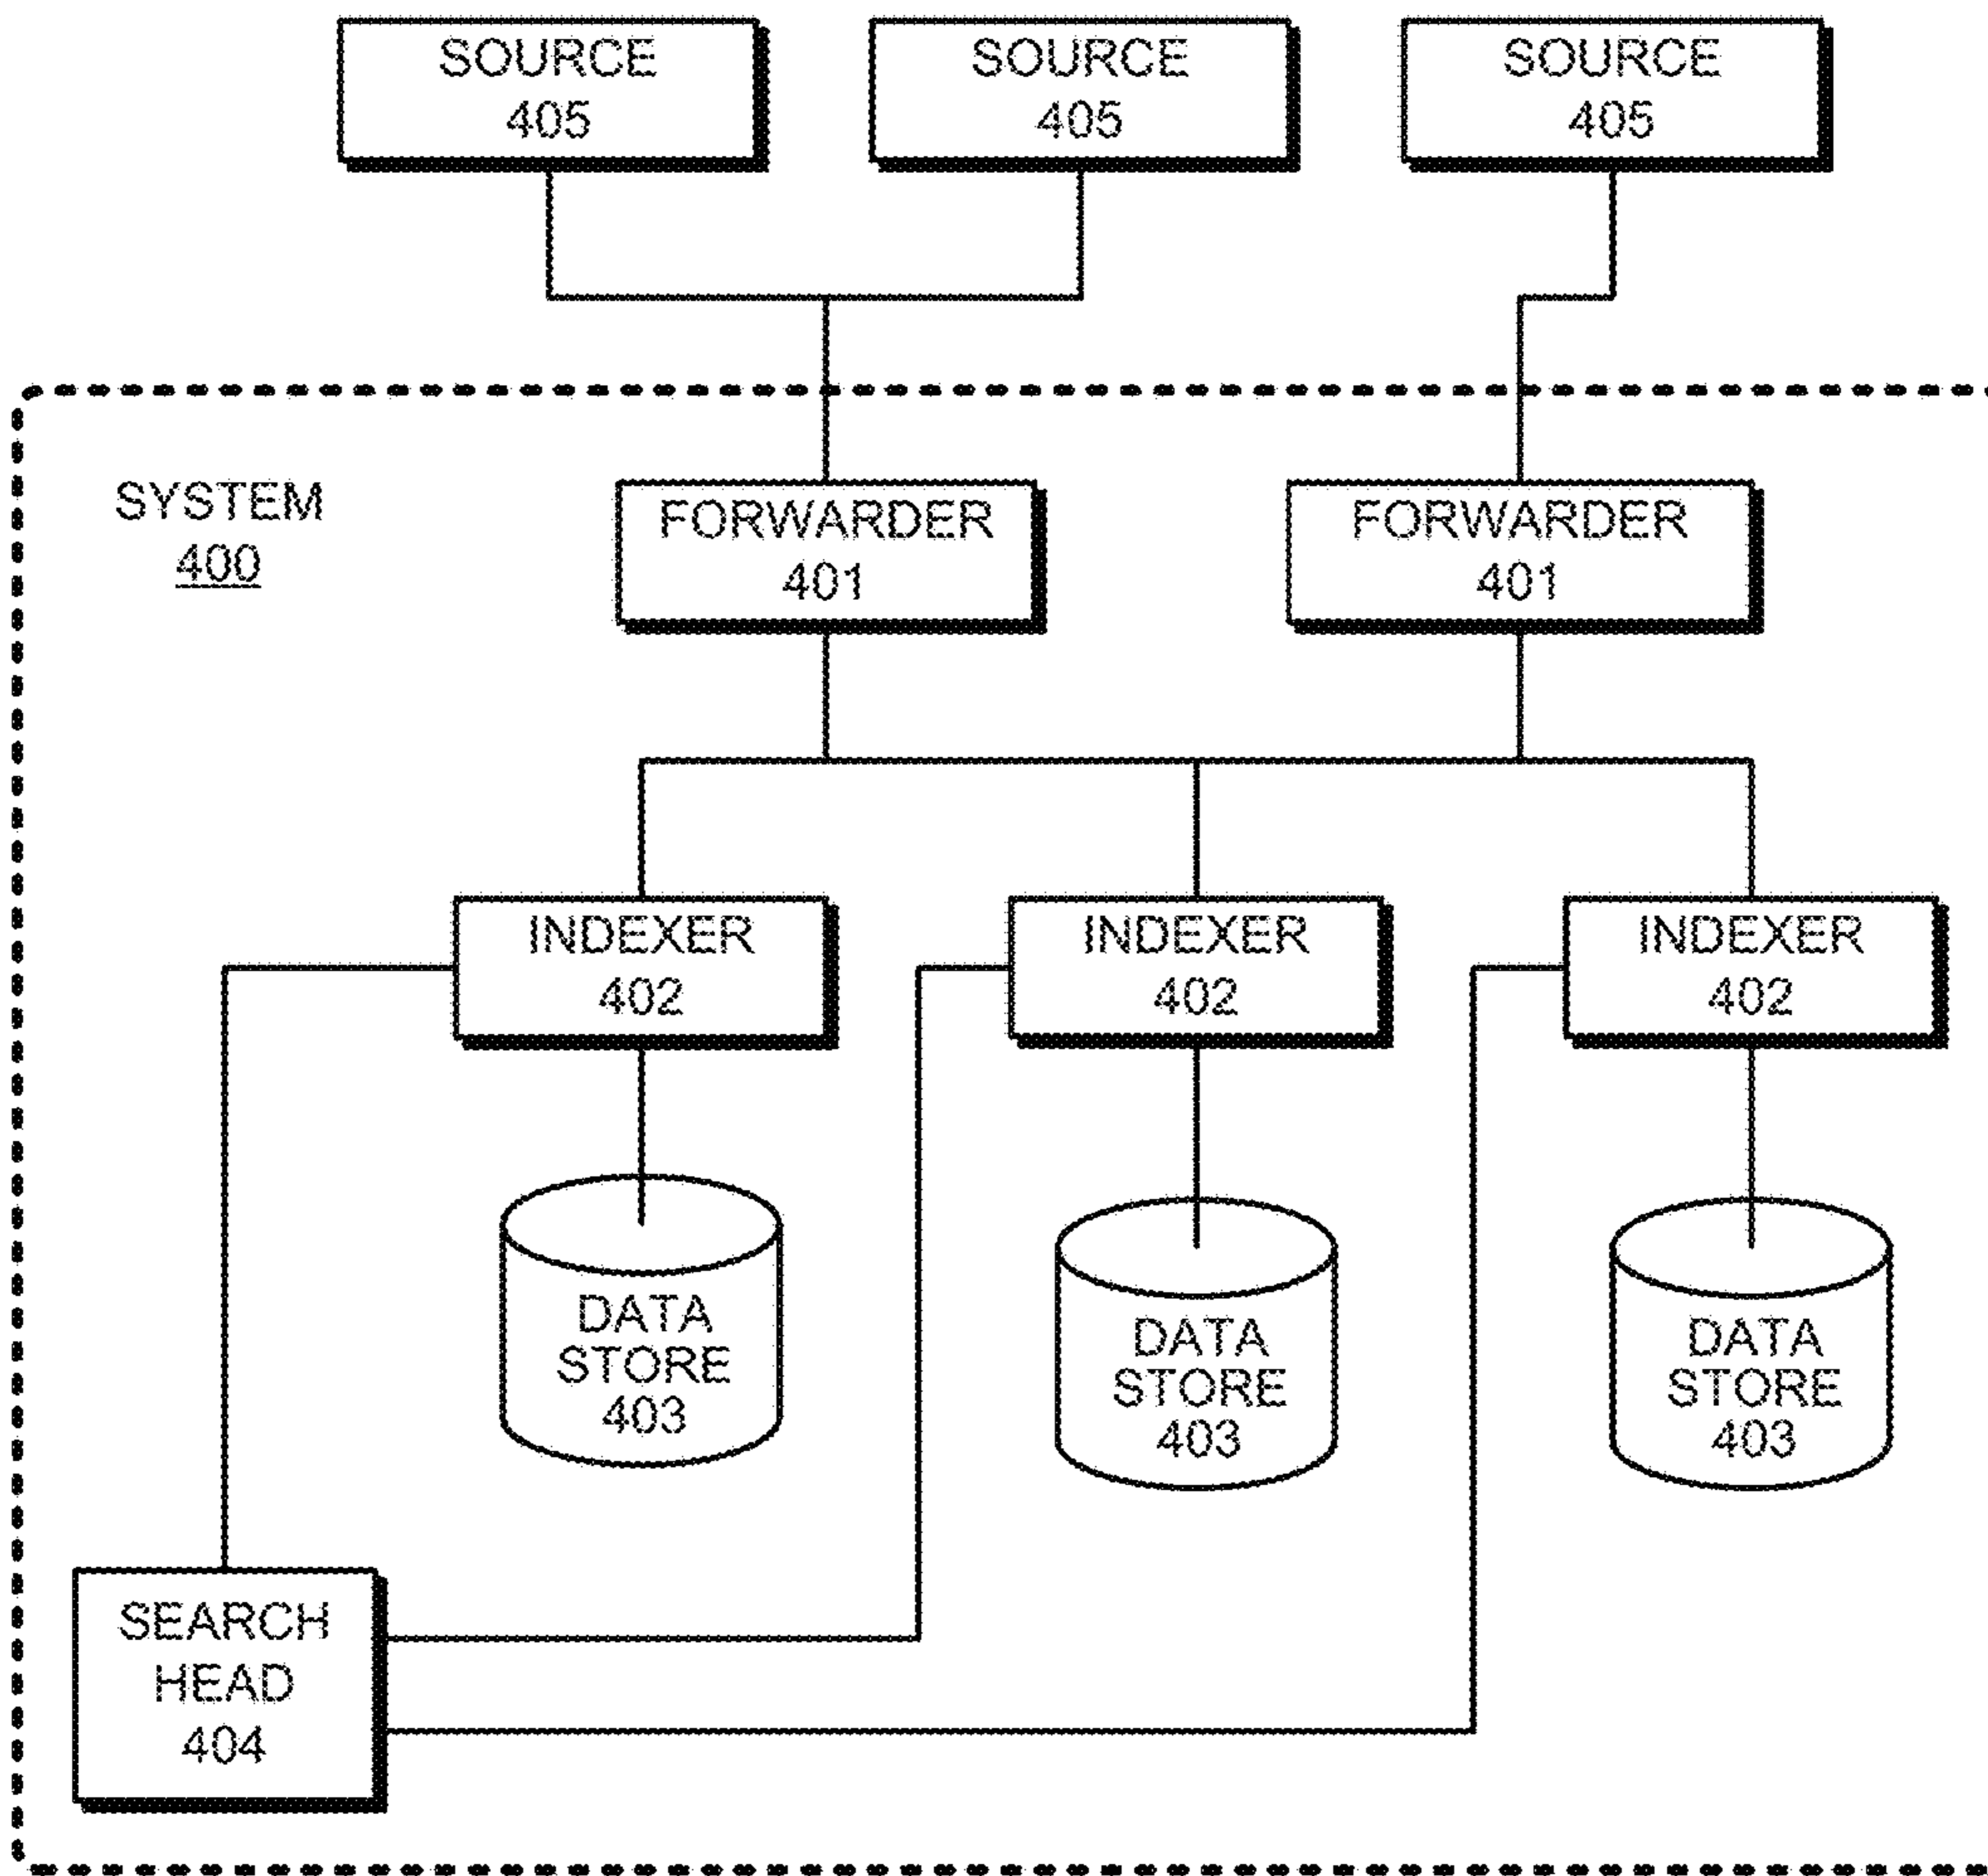 SOURCE
405
SOURCE
405
SOURCE
405
SYSTEM
400
FORWARDER
401
FORWARDER
401
INDEXER
402
INDEXER
402
INDEXER
402
DATA
STORE
403
DATA
STORE
403
DATA
STORE
403
SEARCH
HEAD
404